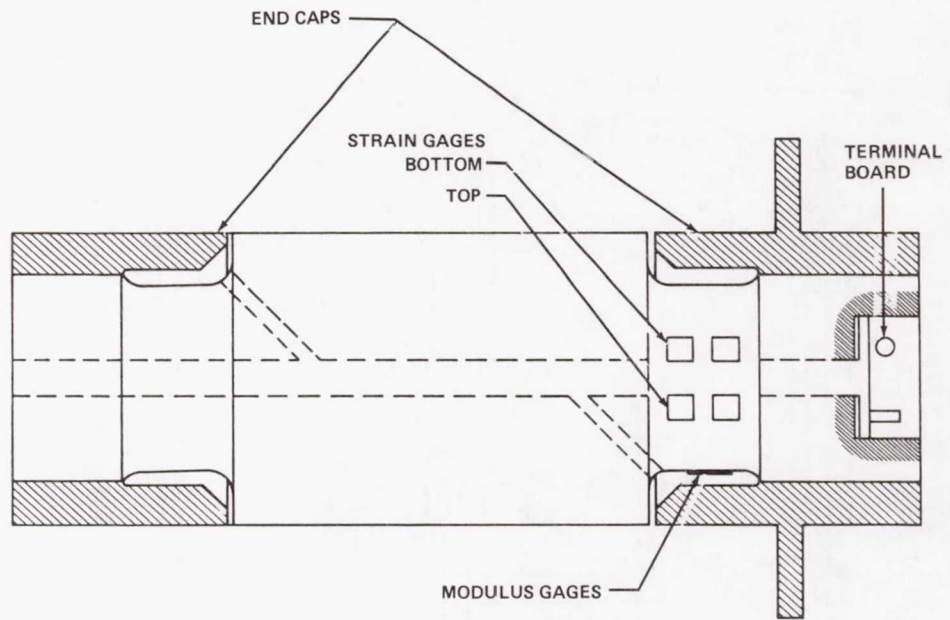 END CAPS
STRAIN GAGES
BOTTOM
TOP
TERMINAL
BOARD
MODULUS GAGES